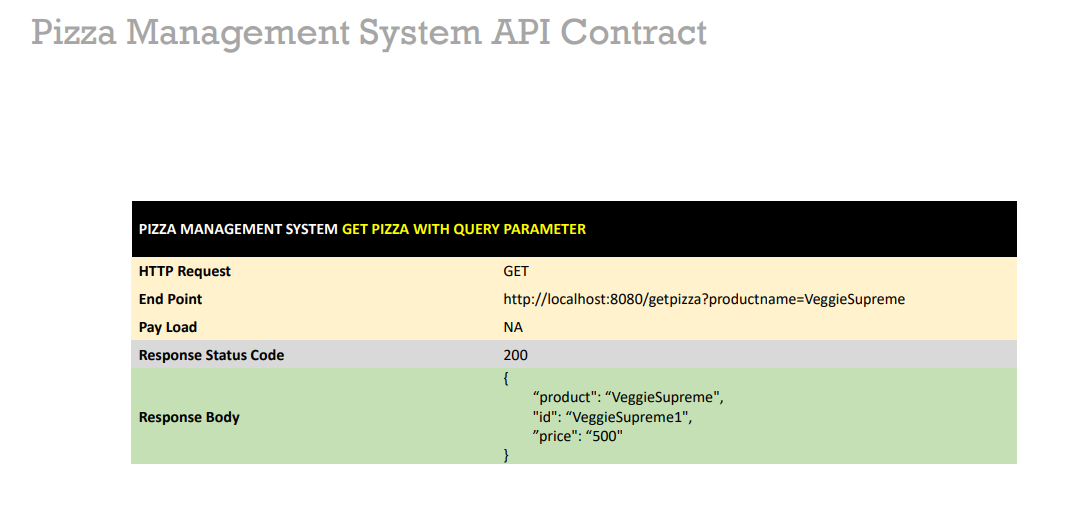 Pizza Management System API Contract
PIZZA MANAGEMENT SYSTEM GET PIZZA WITH QUERY PARAMETER
HTTP Request GET
End Point http://localhost:8080/getpizza?productname=VeggieSupreme
Pay Load NA
Response Status Code 200
{
“product": “VeggieSupreme",
Response Body "id": “VeggieSupreme1",
”price": “500"
}